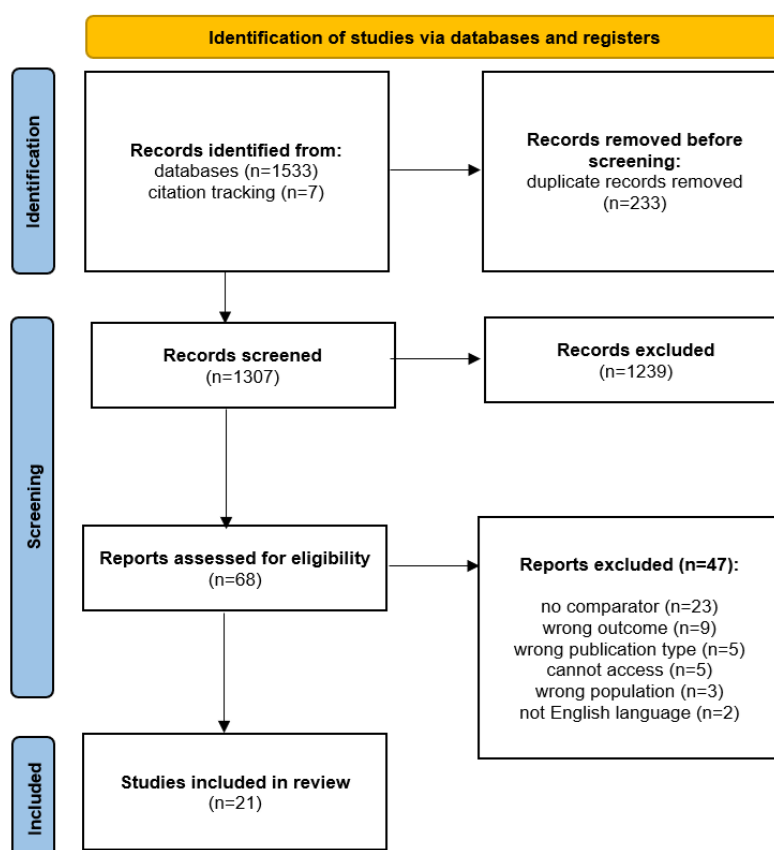 Identification of studies via databases and registers
Identification
Records identified from:
databases (n=1533)
citation tracking (n=7)
Records removed before
screening:
duplicate records removed
(n=233)
Screening
Records screened
(n=1307)
Records excluded
(n=1239)
Reports assessed for eligibility
(n=68)
Reports excluded (n=47):
no comparator (n=23)
wrong outcome (n=9)
wrong publication type (n=5)
cannot access (n=5)
wrong population (n=3)
not English language (n=2)
Included
Studies included in review
(n=21)